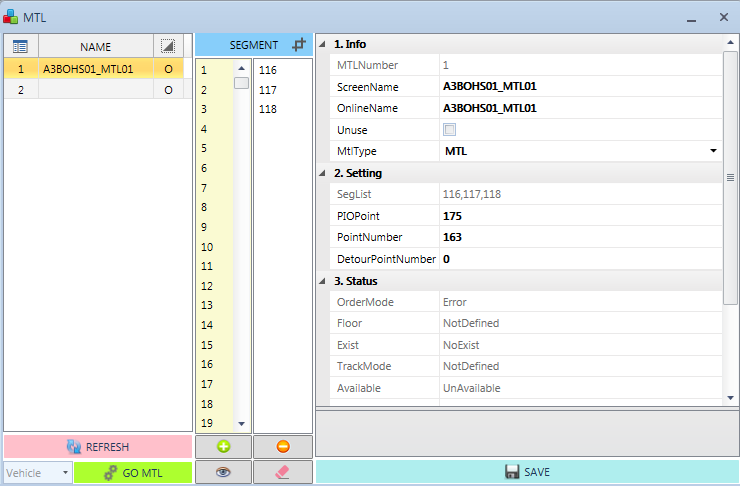 MTL
NAME
1 A3BOHS01_MTL01 O
2 O
REFRESH
Vehicle GO MTL
SEGMENT
1
2
3
4
5
6
7
8
9
10
11
12
13
14
15
16
17
18
19
116
117
118
1. Info
MTLNumber 1
ScreenName A3BOHS01_MTL01
OnlineName A3BOHS01_MTL01
Unuse
MtlType MTL
2. Setting
SegList 116,117,118
PIOPoint 175
PointNumber 163
DetourPointNumber 0
3. Status
OrderMode Error
Floor NotDefined
Exist NoExist
TrackMode NotDefined
Available UnAvailable
SAVE